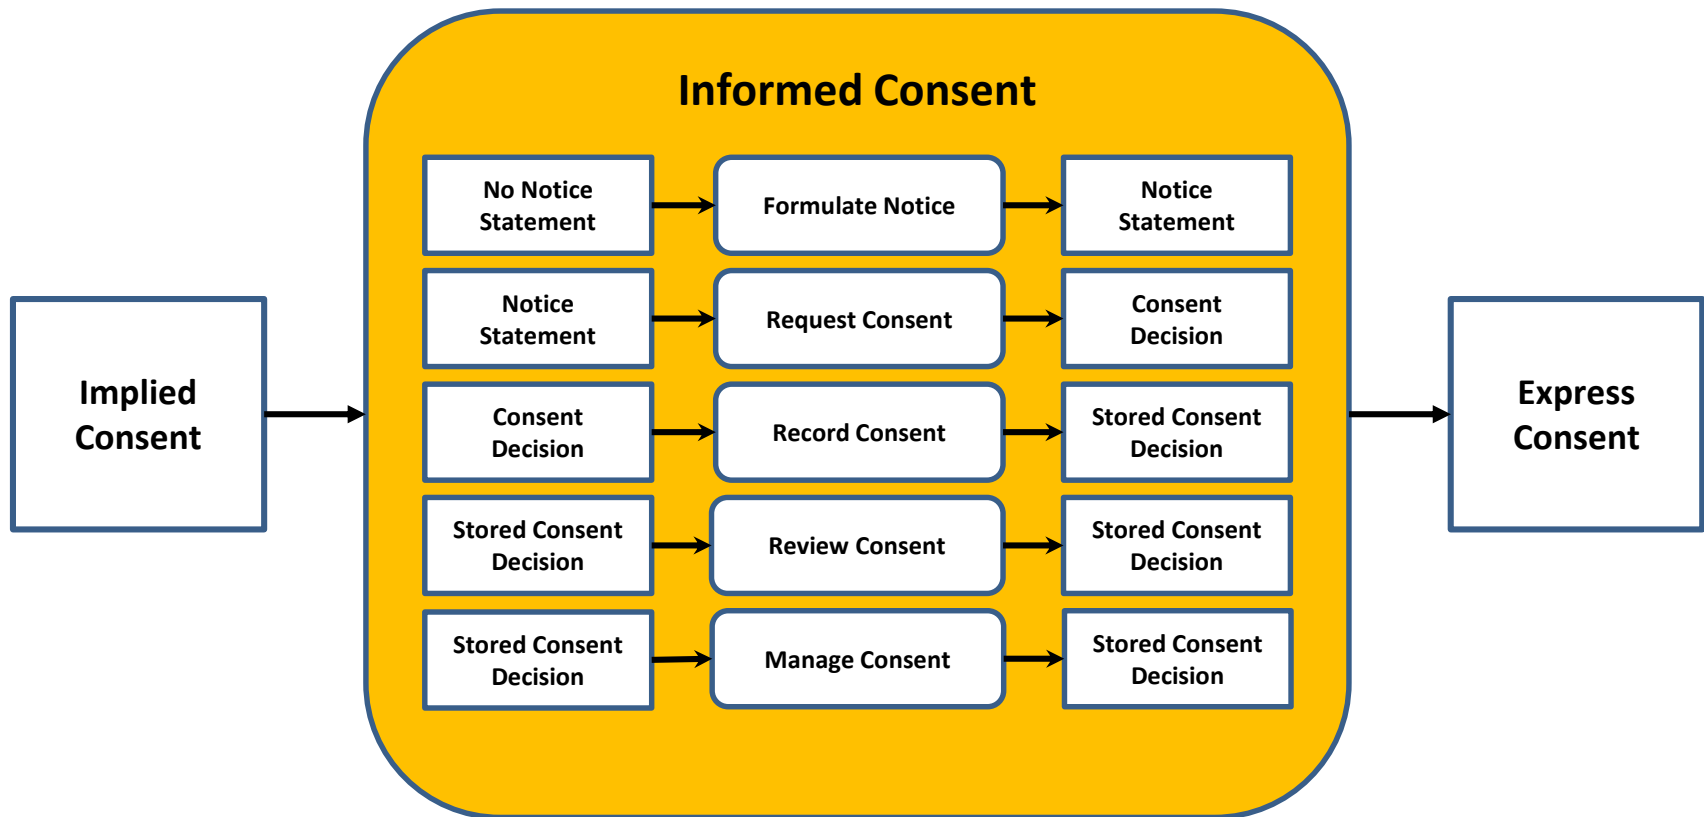 Informed Consent
No Notice
Statement
Formulate Notice
Notice
Statement
Notice
Statement
Request Consent
Consent
Decision
Implied
Consent
Consent
Decision
Record Consent
Stored Consent
Decision
Express
Consent
Stored Consent
Decision
Review Consent
Stored Consent
Decision
Stored Consent
Decision
Manage Consent
Stored Consent
Decision